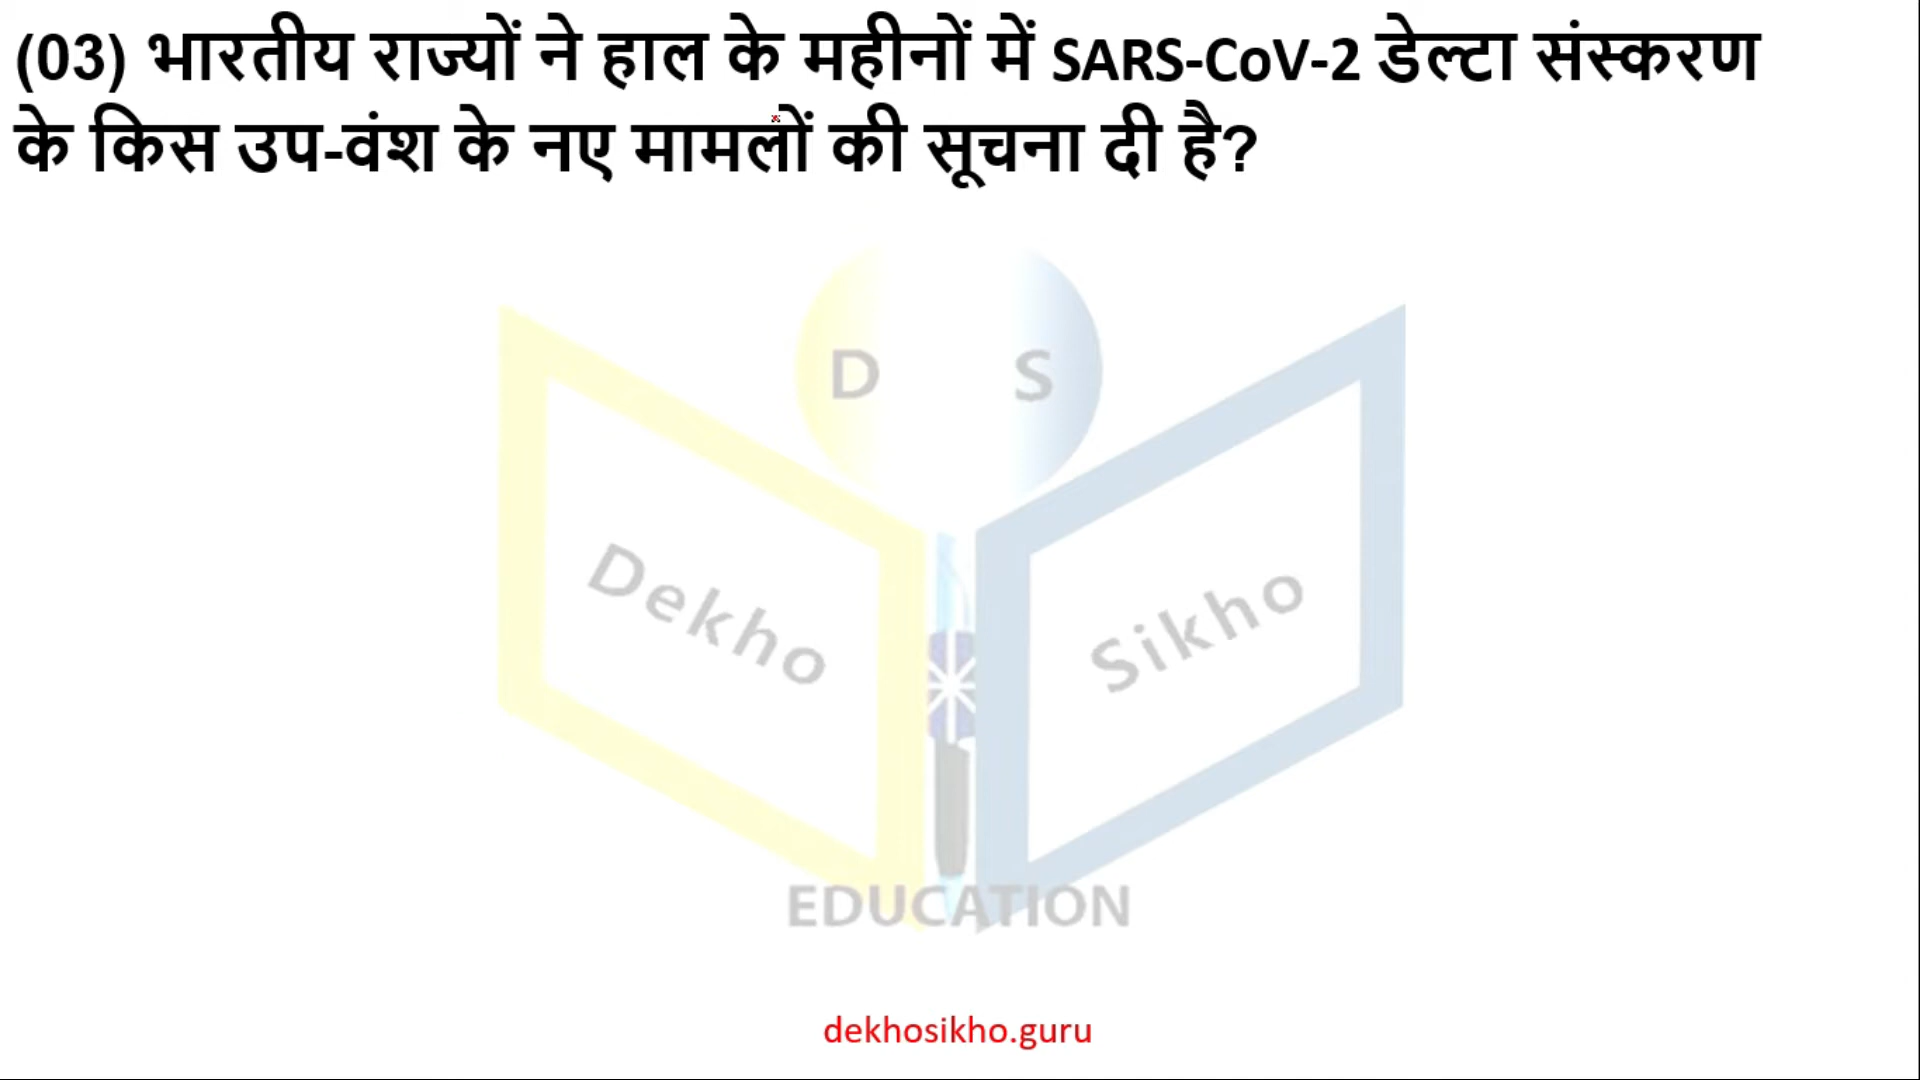 (03) भारतीय राज्यों ने हाल के महीनों में SARS-CoV-2 डेल्टा संस्करण
के किस उप-वंश के नए मामलों की सूचना दी है?
D S
Dekho Sikho
EDUCATION
dekhosikho.guru